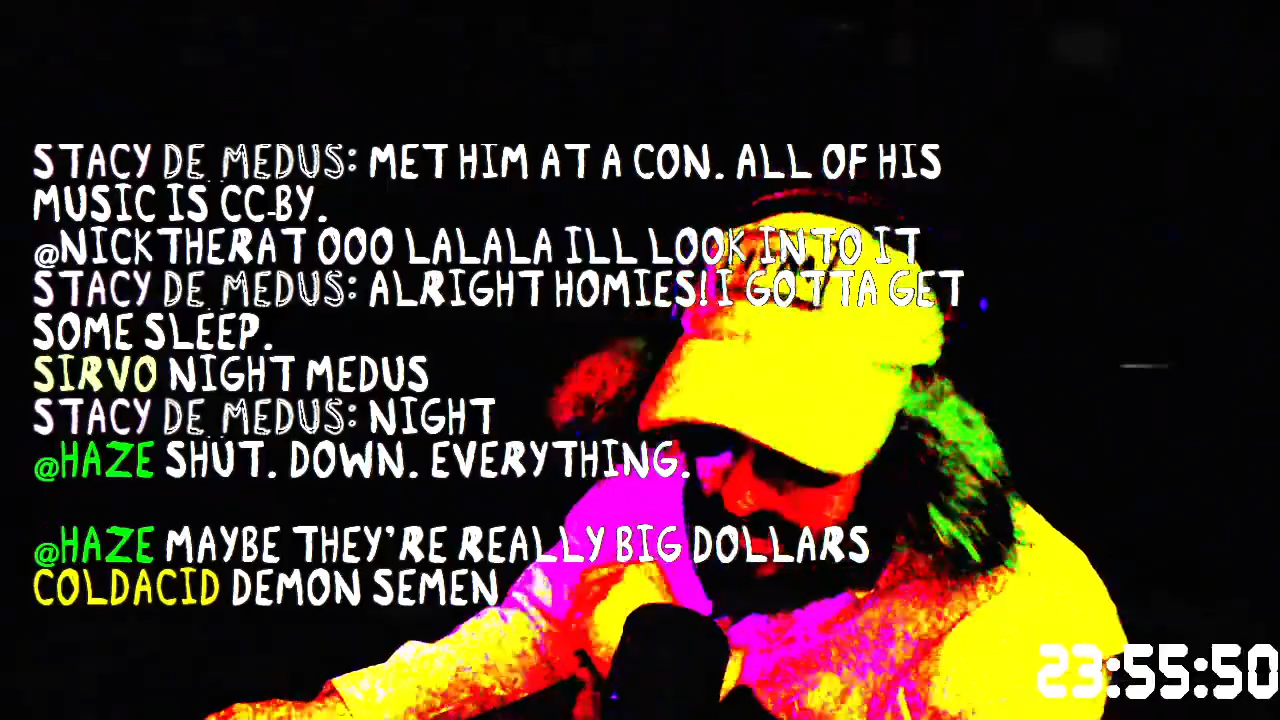 STACY DE MEDUS: MET HIM AT A CON. ALL OF HIS
MUSIC IS CC-BY.
@NICKTHERAT OOO LALALA ILL LOOK INTO IT
STACY DE MEDUS: ALRIGHT HOMIES! I GOTTA GET
SOME SLEEP.
SIRVO NIGHT MEDUS
STACY DE MEDUS: NIGHT
@HAZE SHUT. DOWN. EVERYTHING.
@HAZE MAYBE THEY'RE REALLY BIG DOLLARS
COLDACID DEMON SEMEN
23:55:50